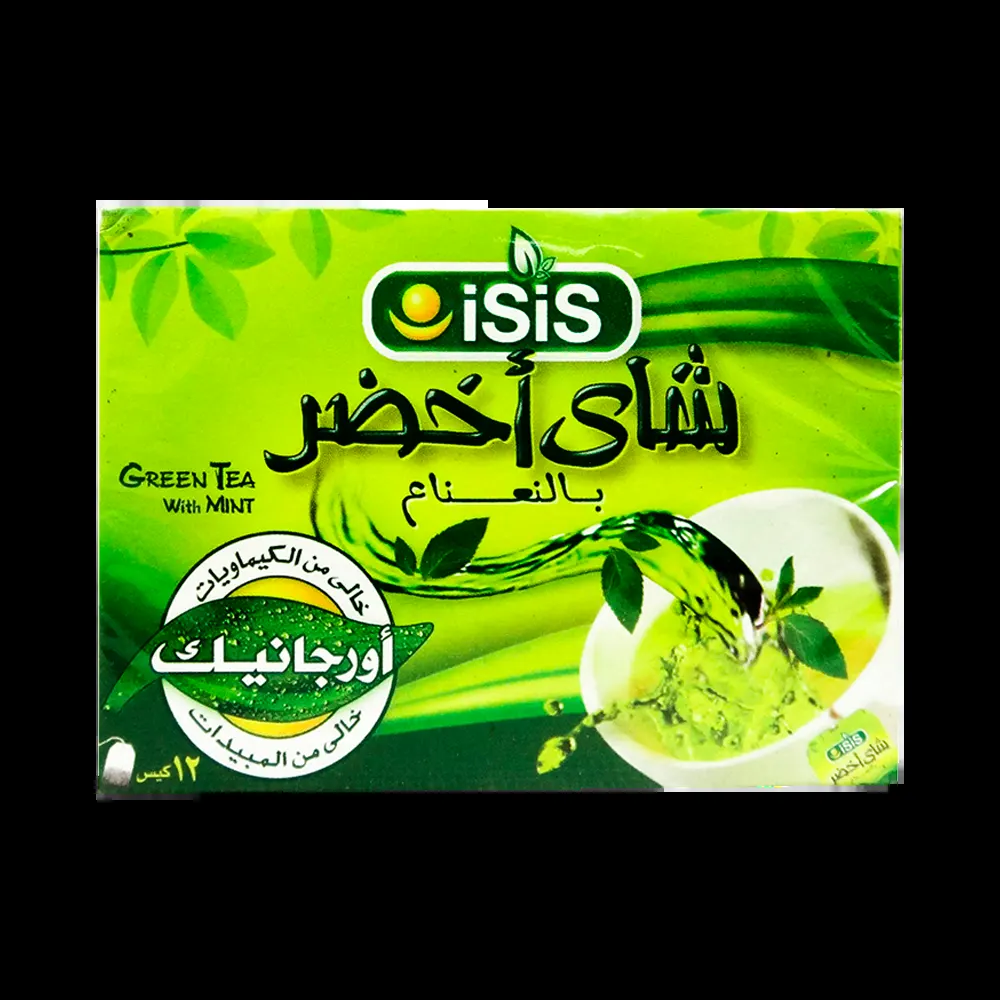 iSiS
شاى أخضر
بالنعناع
GREEN TEA
With MINT
خالى من الكيماويات
أورجانيك
خالى من المبيدات
١٢ كيس
iSiS
شاى أخضر